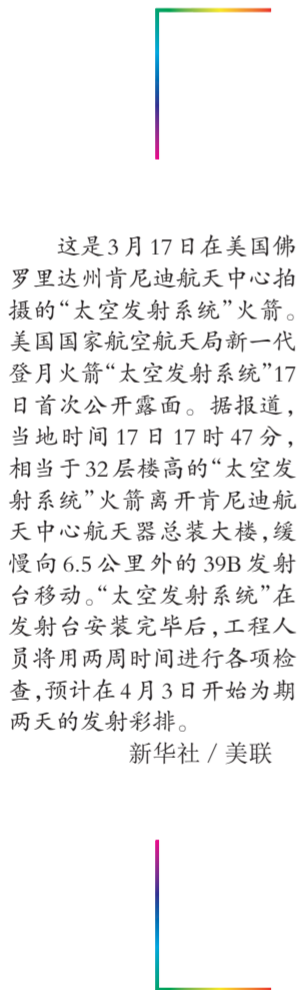 这是3月17日在美国佛
罗里达州肯尼迪航天中心拍
摄的“太空发射系统”火箭。
美国国家航空航天局新一代
登月火箭“太空发射系统”17
日首次公开露面。据报道，
当地时间17日17时47分，
相当于32层楼高的“太空发
射系统”火箭离开肯尼迪航
天中心航天器总装大楼，缓
慢向6.5公里外的39B发射
台移动。“太空发射系统”在
发射台安装完毕后，工程人
员将用两周时间进行各项检
查，预计在4月3日开始为期
两天的发射彩排。
新华社/美联